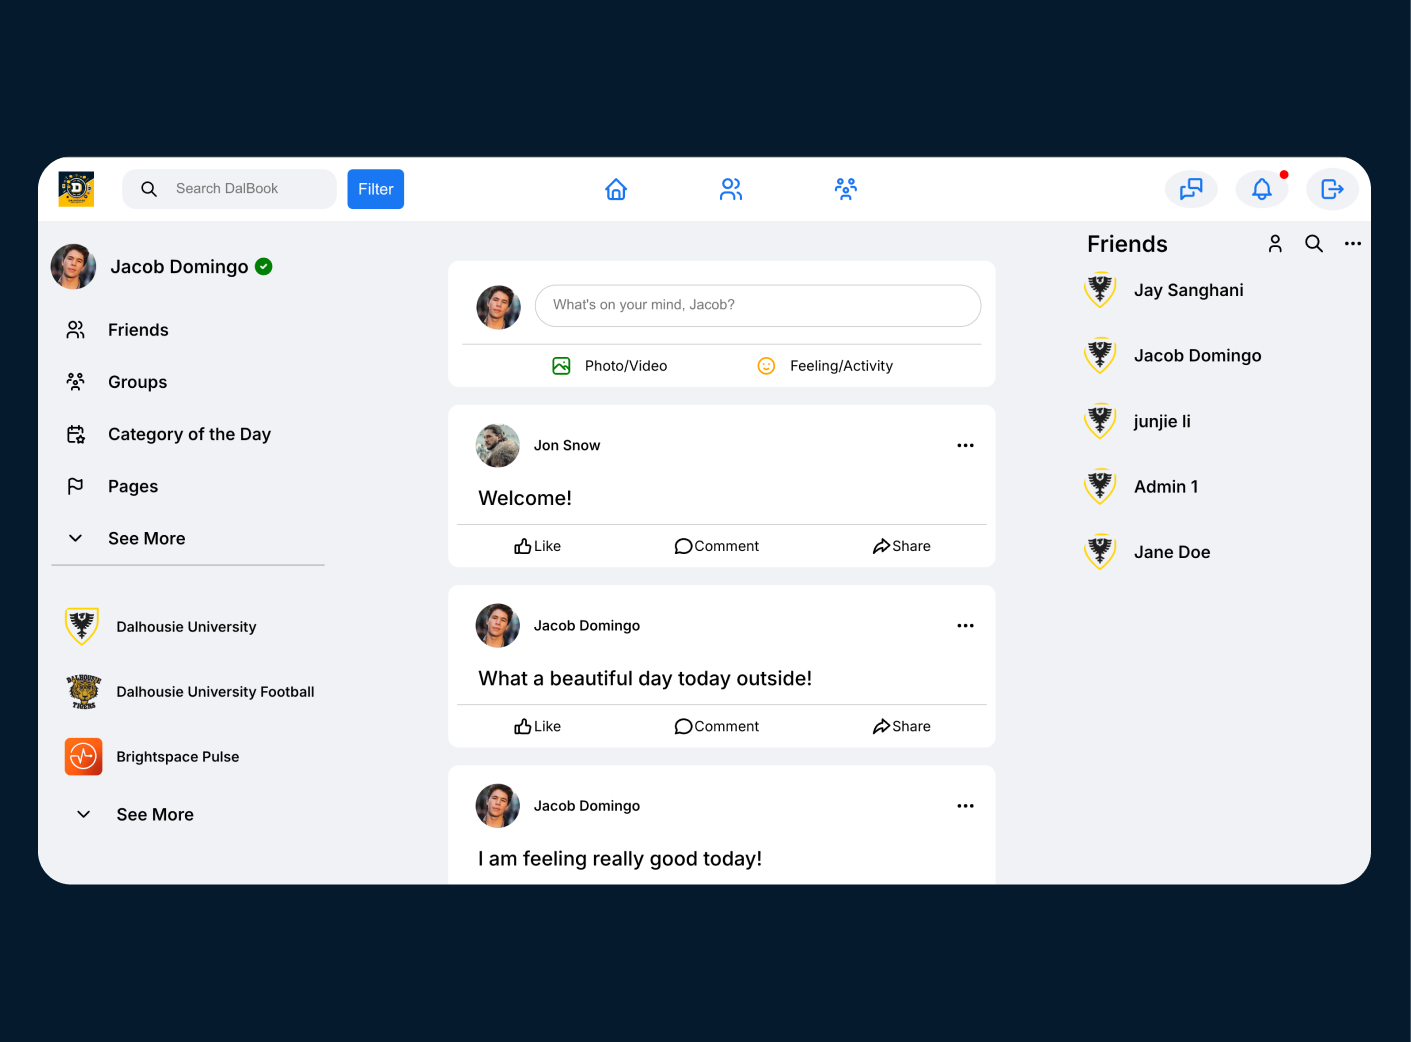 Search DalBook
Filter
Jacob Domingo
Friends
Groups
Category of the Day
Pages
See More
Dalhousie University
DALHOUSIE
TIGERS
Dalhousie University Football
Brightspace Pulse
See More
What's on your mind, Jacob?
Photo/Video
Feeling/Activity
Jon Snow
Welcome!
Like
Comment
Share
Jacob Domingo
What a beautiful day today outside!
Like
Comment
Share
Jacob Domingo
I am feeling really good today!
Friends
Jay Sanghani
Jacob Domingo
junjie li
Admin 1
Jane Doe